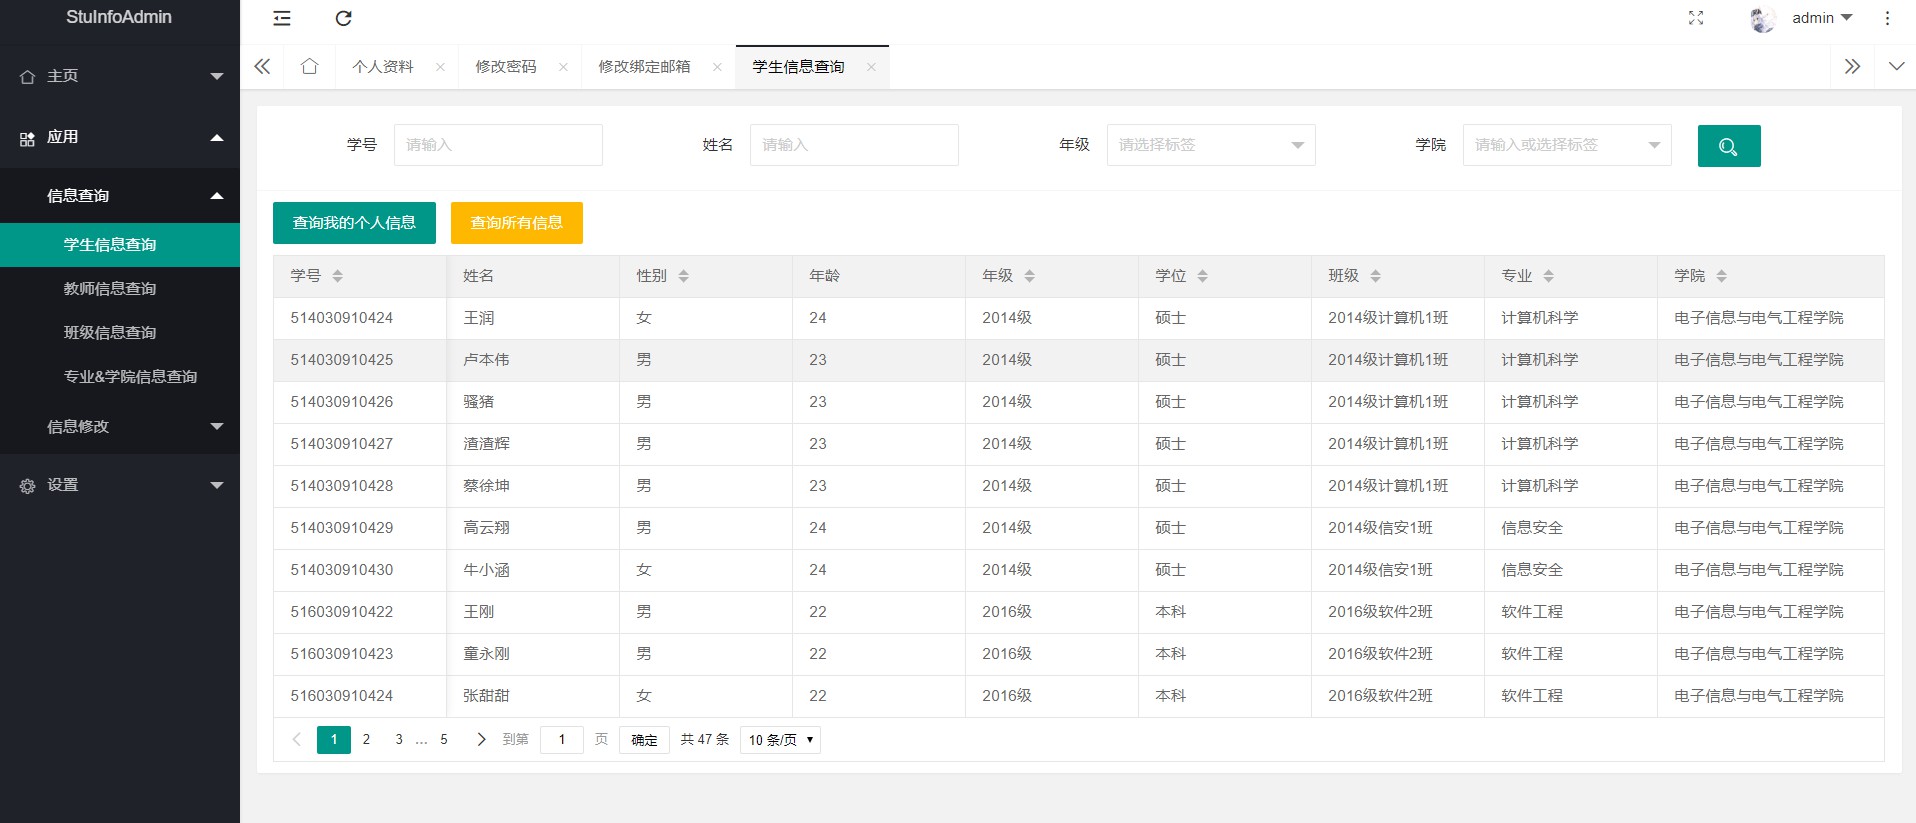 StuInfoAdmin
admin
主页
应用
信息查询
学生信息查询
教师信息查询
班级信息查询
专业&学院信息查询
信息修改
设置
个人资料 修改密码 修改绑定邮箱 学生信息查询
学号 请输入 姓名 请输入 年级 请选择标签 学院 请输入或选择标签
查询我的个人信息 查询所有信息
学号 姓名 性别 年龄 年级 学位 班级 专业 学院
514030910424 王润 女 24 2014级 硕士 2014级计算机1班 计算机科学 电子信息与电气工程学院
514030910425 卢本伟 男 23 2014级 硕士 2014级计算机1班 计算机科学 电子信息与电气工程学院
514030910426 骚猪 男 23 2014级 硕士 2014级计算机1班 计算机科学 电子信息与电气工程学院
514030910427 渣渣辉 男 23 2014级 硕士 2014级计算机1班 计算机科学 电子信息与电气工程学院
514030910428 蔡徐坤 男 23 2014级 硕士 2014级计算机1班 计算机科学 电子信息与电气工程学院
514030910429 高云翔 男 24 2014级 硕士 2014级信安1班 信息安全 电子信息与电气工程学院
514030910430 牛小涵 女 24 2014级 硕士 2014级信安1班 信息安全 电子信息与电气工程学院
516030910422 王刚 男 22 2016级 本科 2016级软件2班 软件工程 电子信息与电气工程学院
516030910423 童永刚 男 22 2016级 本科 2016级软件2班 软件工程 电子信息与电气工程学院
516030910424 张甜甜 女 22 2016级 本科 2016级软件2班 软件工程 电子信息与电气工程学院
1 2 3 … 5 到第 1 页 确定 共 47 条 10 条/页